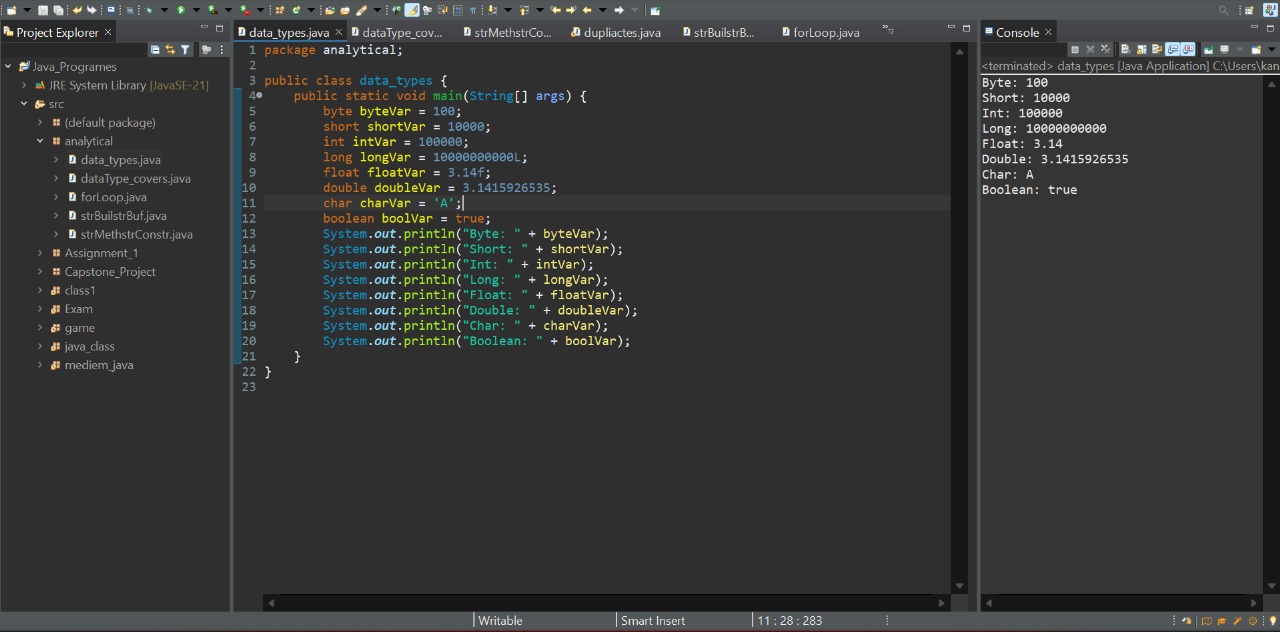 Project Explorer
Java_Programes
JRE System Library [JavaSE-21]
src
(default package)
analytical
data_types.java
dataType_covers.java
forLoop.java
strBuilstrBuf.java
strMethstrConstr.java
Assignment_1
Capstone_Project
class1
Exam
game
java_class
mediem_java
data_types.java dataType_cov... strMethstrCo... dupliactes.java strBuilstrB... forLoop.java
1 package analytical;
2
3 public class data_types {
4 public static void main(String[] args) {
5 byte byteVar = 100;
6 short shortVar = 10000;
7 int intVar = 100000;
8 long longVar = 10000000000L;
9 float floatVar = 3.14f;
10 double doubleVar = 3.1415926535;
11 char charVar = 'A';
12 boolean boolVar = true;
13 System.out.println("Byte: " + byteVar);
14 System.out.println("Short: " + shortVar);
15 System.out.println("Int: " + intVar);
16 System.out.println("Long: " + longVar);
17 System.out.println("Float: " + floatVar);
18 System.out.println("Double: " + doubleVar);
19 System.out.println("Char: " + charVar);
20 System.out.println("Boolean: " + boolVar);
21 }
22 }
23
Console
<terminated> data_types [Java Application] C:\Users\kan
Byte: 100
Short: 10000
Int: 100000
Long: 10000000000
Float: 3.14
Double: 3.1415926535
Char: A
Boolean: true
Writable Smart Insert 11 : 28 : 283